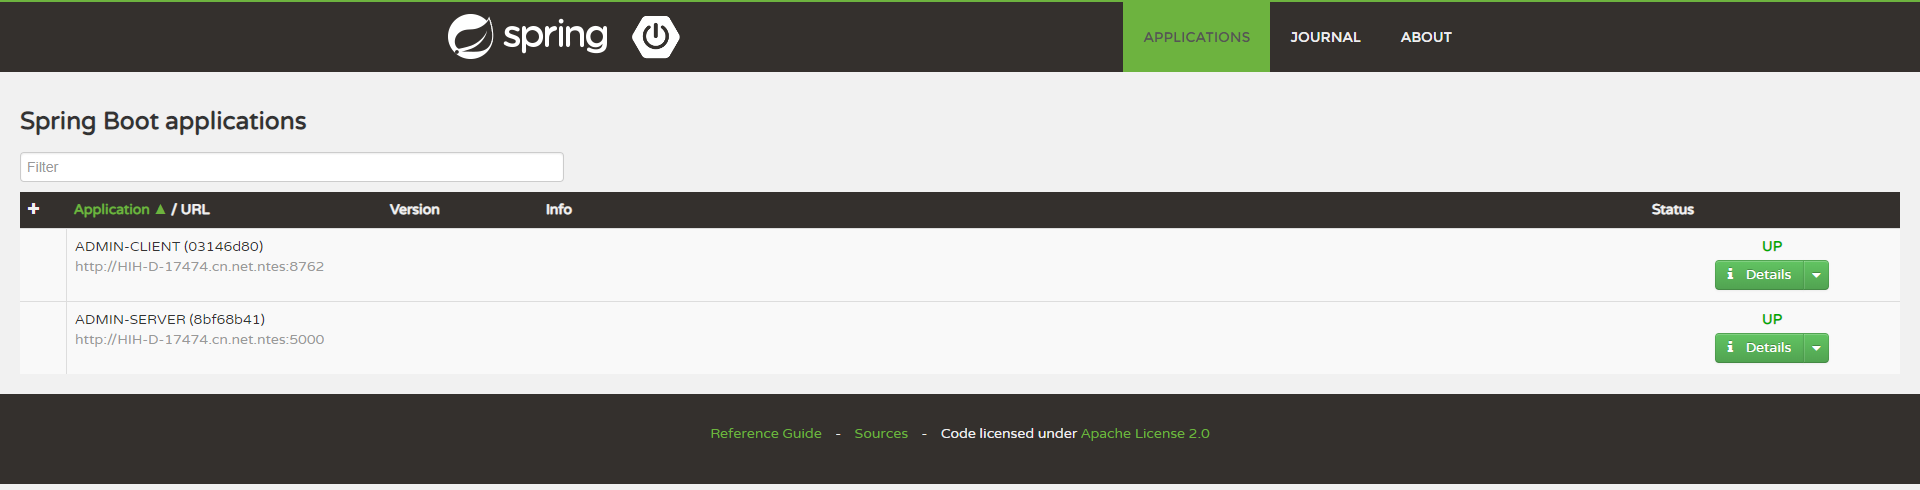 spring
APPLICATIONS
JOURNAL
ABOUT
Spring Boot applications
Filter
Application ▲ / URL
Version
Info
Status
ADMIN-CLIENT (03146d80)
http://HIH-D-17474.cn.net.ntes:8762
UP
Details
ADMIN-SERVER (8bf68b41)
http://HIH-D-17474.cn.net.ntes:5000
UP
Details
Reference Guide - Sources - Code licensed under Apache License 2.0